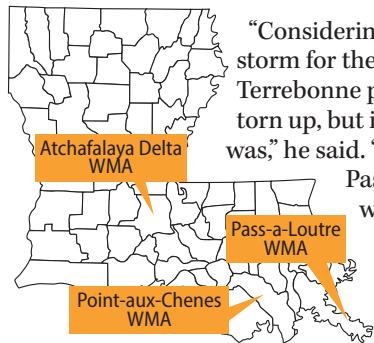 “Considerin
storm for the
Terrebonne p
torn up, but i
was,” he said. “
Pas
w
Atchafalaya Delta
WMA
Pass-a-Loutre
WMA
Point-aux-Chenes
WMA